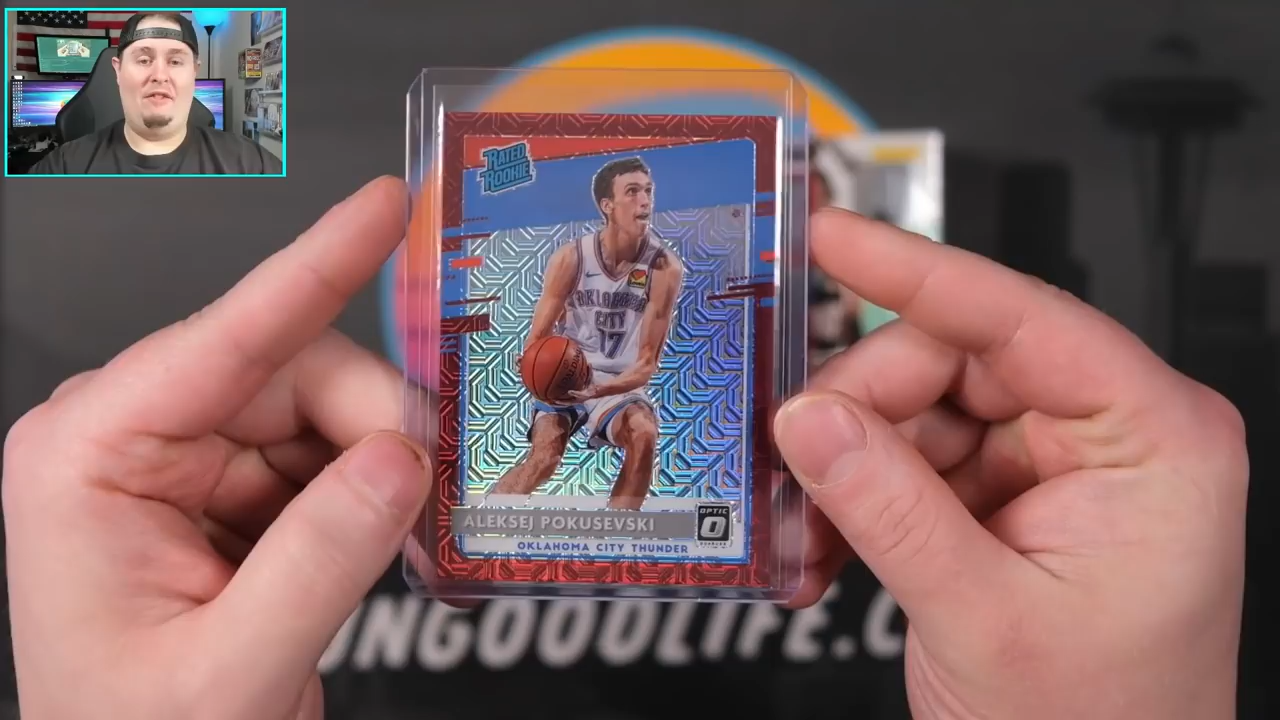 RATED
ROOKIE
OKLAHOMA
CITY
17
ALEKSEJ POKUSEVSKI
OPTIC
OKLAHOMA CITY THUNDER
NGOODLIFE.C